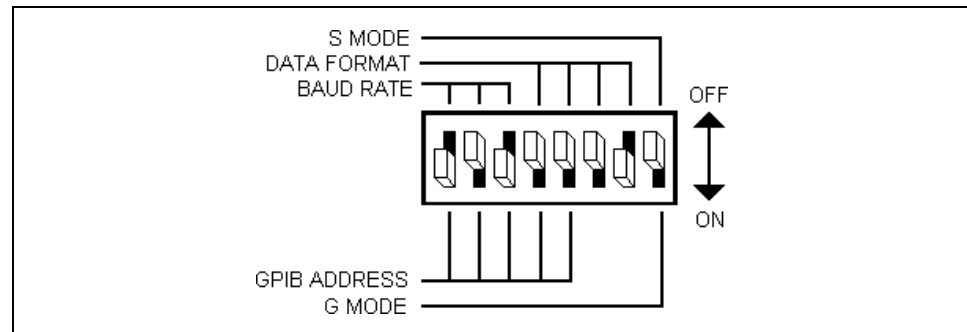 S MODE
DATA FORMAT
BAUD RATE
OFF
ON
GPIB ADDRESS
G MODE